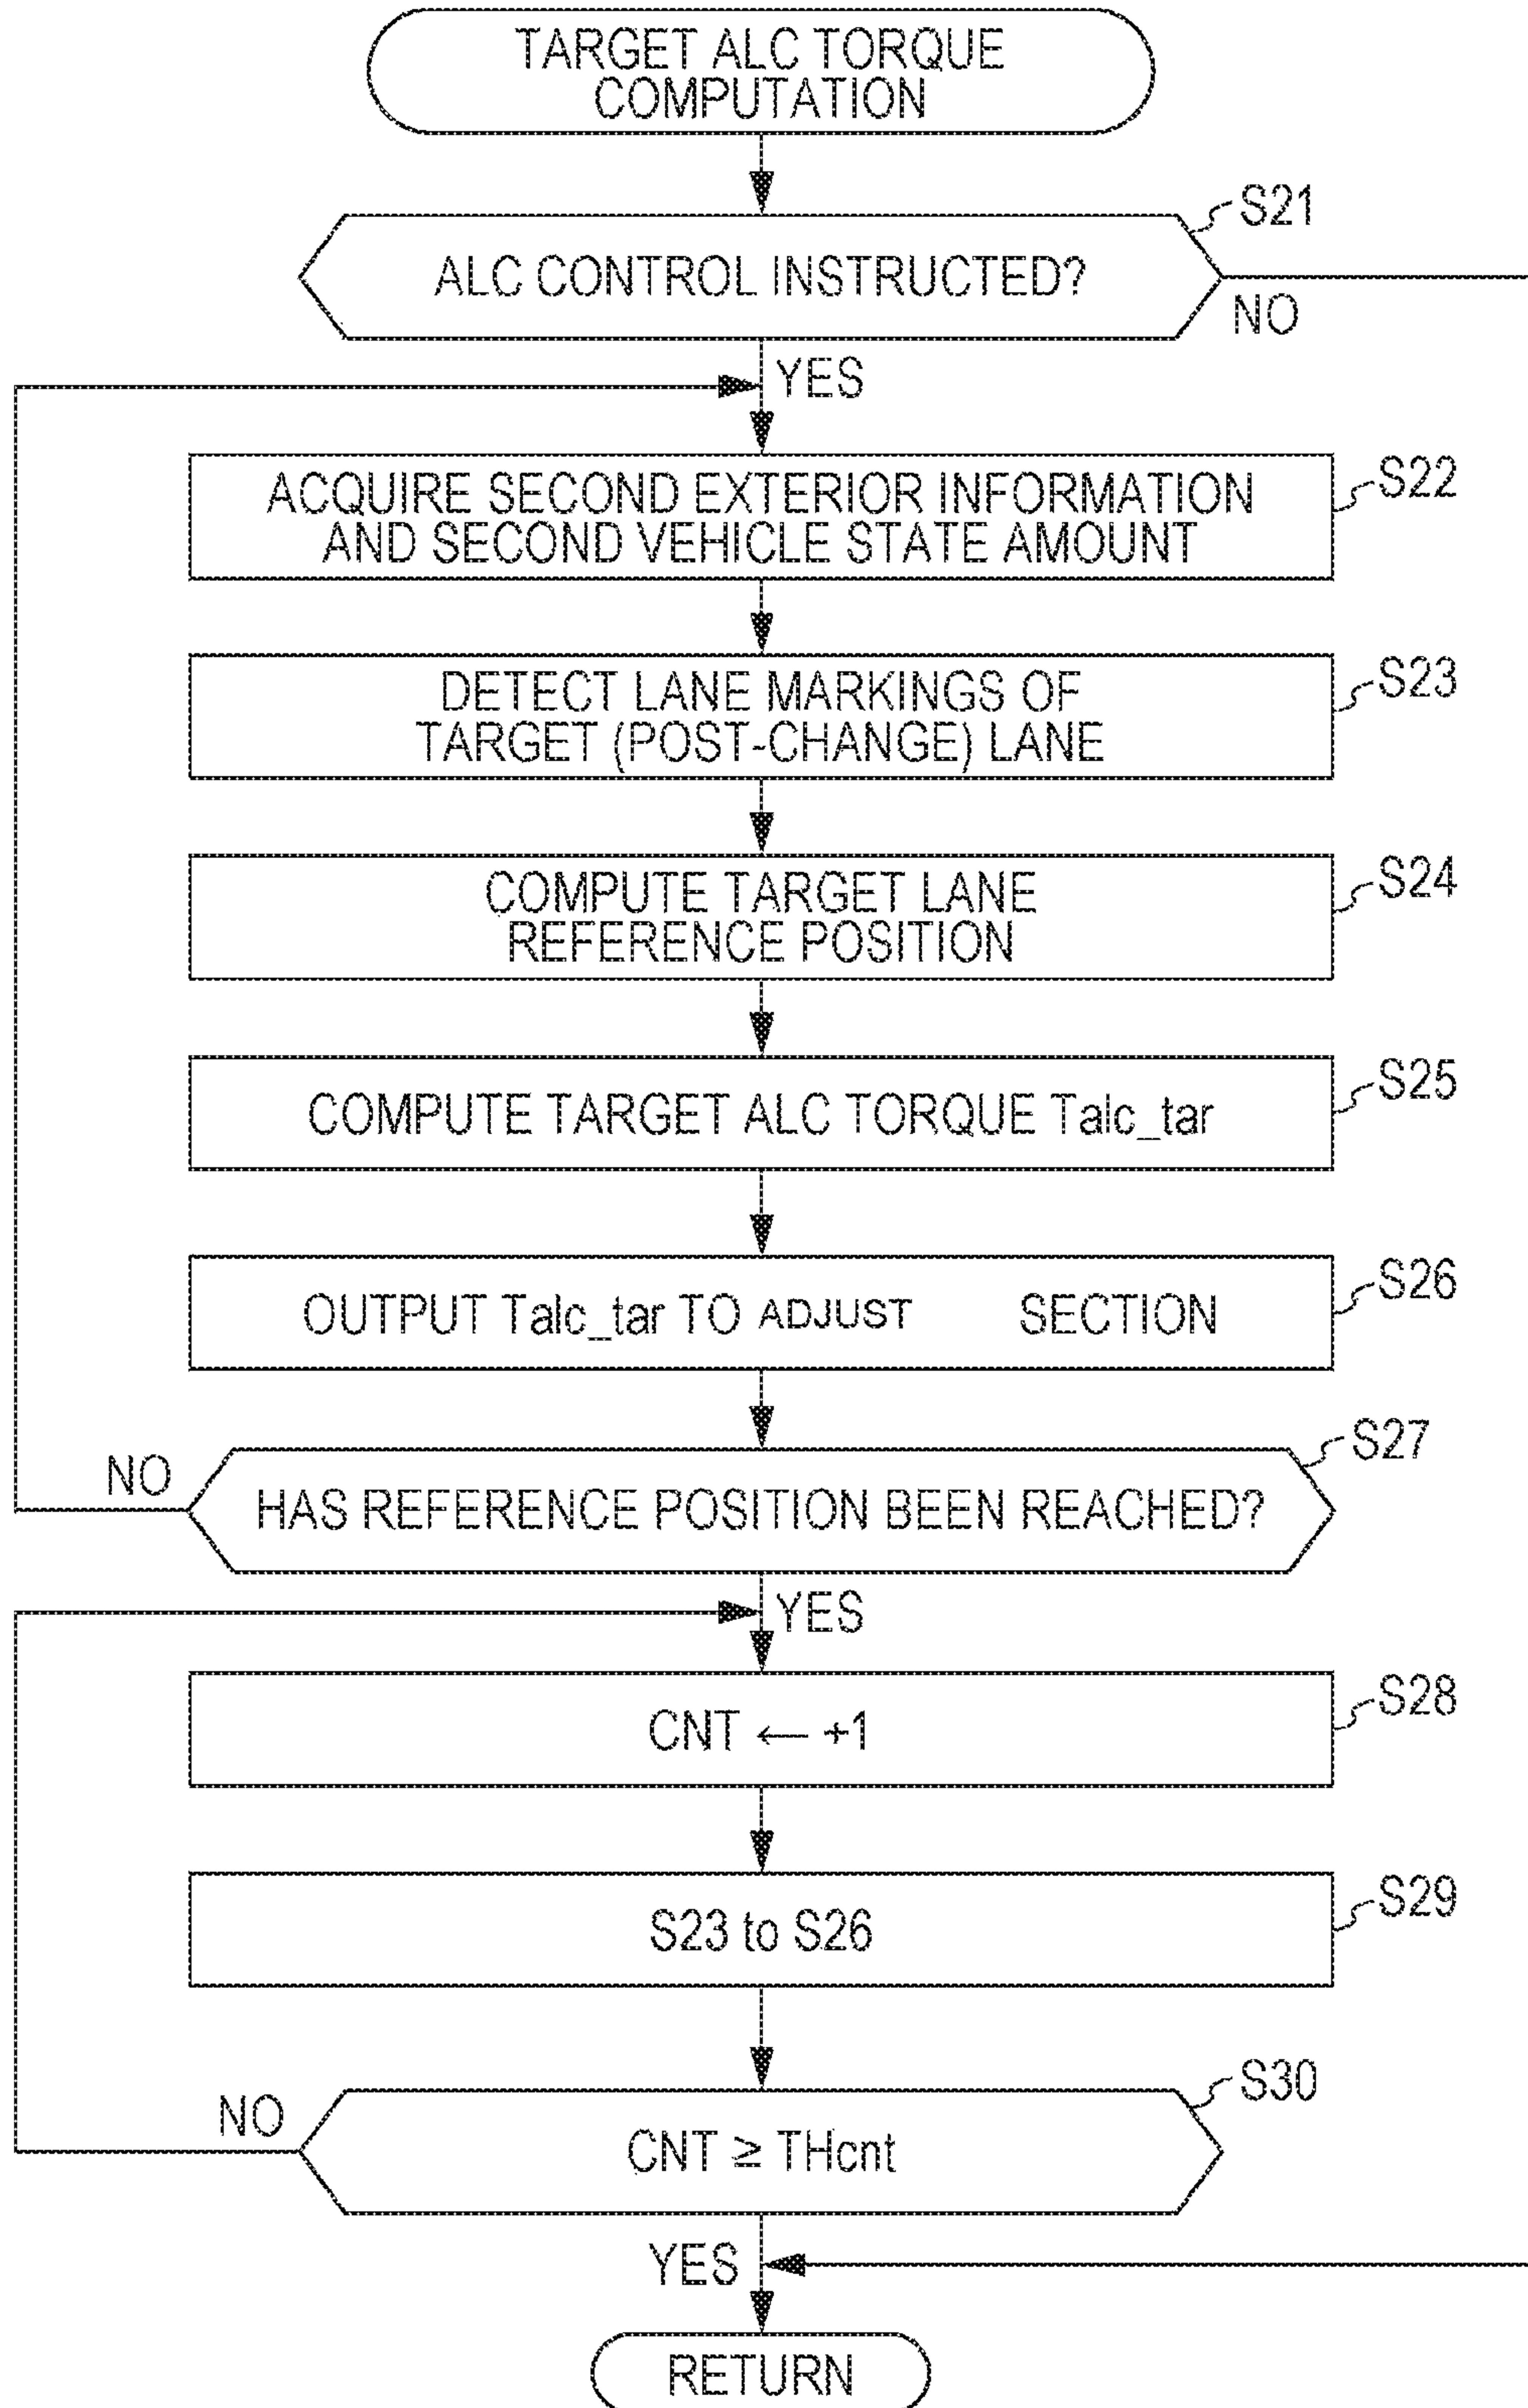 TARGET ALC TORQUE
COMPUTATION
S21
ALC CONTROL INSTRUCTED?
NO
YES
S22
ACQUIRE SECOND EXTERIOR INFORMATION
AND SECOND VEHICLE STATE AMOUNT
S23
DETECT LANE MARKINGS OF
TARGET (POST-CHANGE) LANE
S24
COMPUTE TARGET LANE
REFERENCE POSITION
S25
COMPUTE TARGET ALC TORQUE Talc_tar
S26
OUTPUT Talc_tar TO ADJUST SECTION
S27
NO
HAS REFERENCE POSITION BEEN REACHED?
YES
S28
CNT ← +1
S29
S23 to S26
S30
NO
CNT ≥ THcnt
YES
RETURN